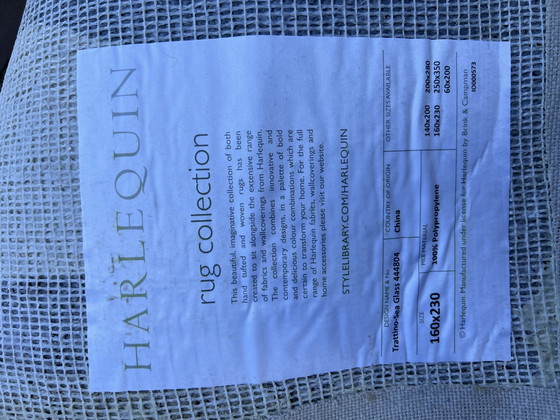 HARLEQUIN
rug collection
This beautiful, imaginative collection of both
hand tufted and woven rugs has been
created to sit alongside the extensive range
of fabrics and wallcoverings from Harlequin.
The collection combines innovative and
contemporary designs, in a palette of bold
and delicious colour combinations which are
certain to transform your home. For the full
range of Harlequin fabrics, wallcoverings and
home accessories please visit our website.
STYLELIBRARY.COM/HARLEQUIN
DESIGN NAME & No.
Trattino-Sea Glass 444804
COUNTRY OF ORIGIN
China
OTHER SIZES AVAILABLE
140x200 200x280
160x230 250x350
60x200
SIZE
160x230
PILE MATERIAL
100% Polypropylene
© Harlequin. Manufactured under license for Harlequin by Brink & Campman
I0000573